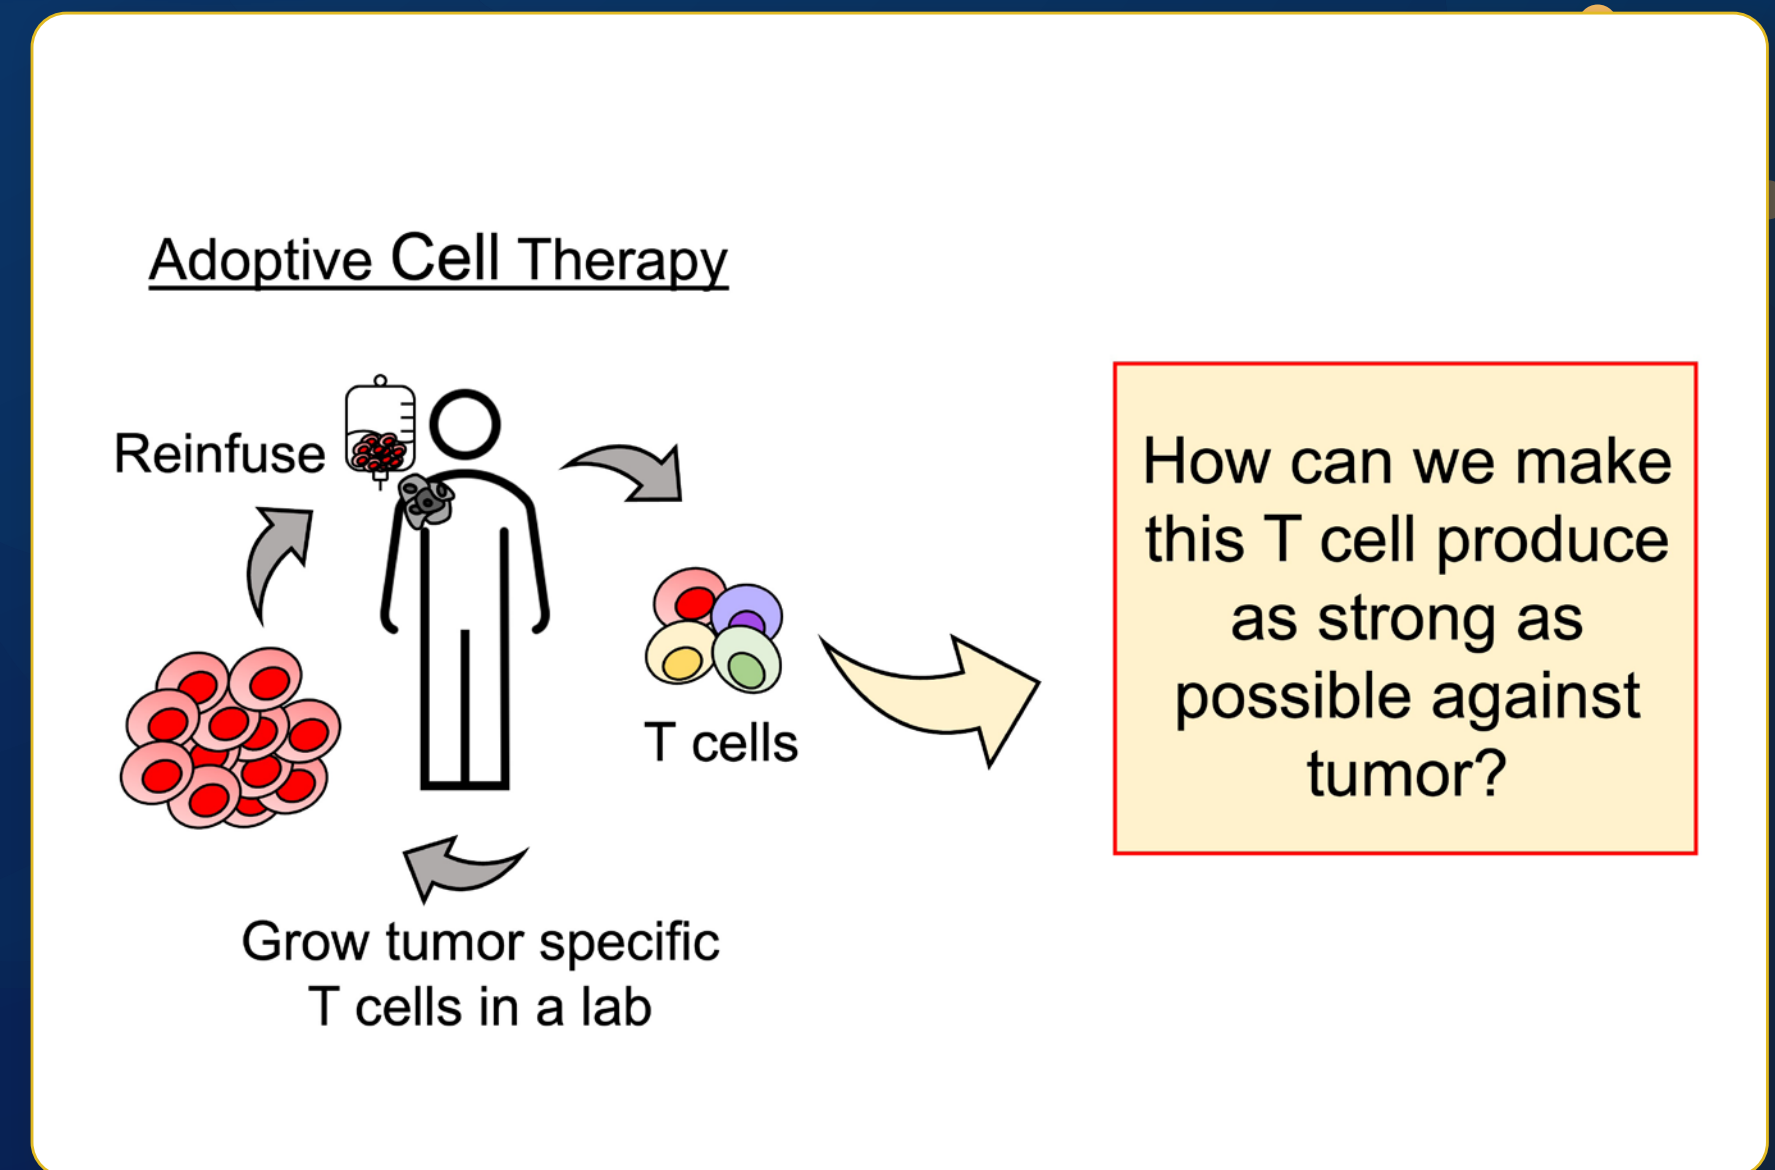 Adoptive Cell Therapy
Reinfuse
T cells
Grow tumor specific
T cells in a lab
How can we make
this T cell produce
as strong as
possible against
tumor?